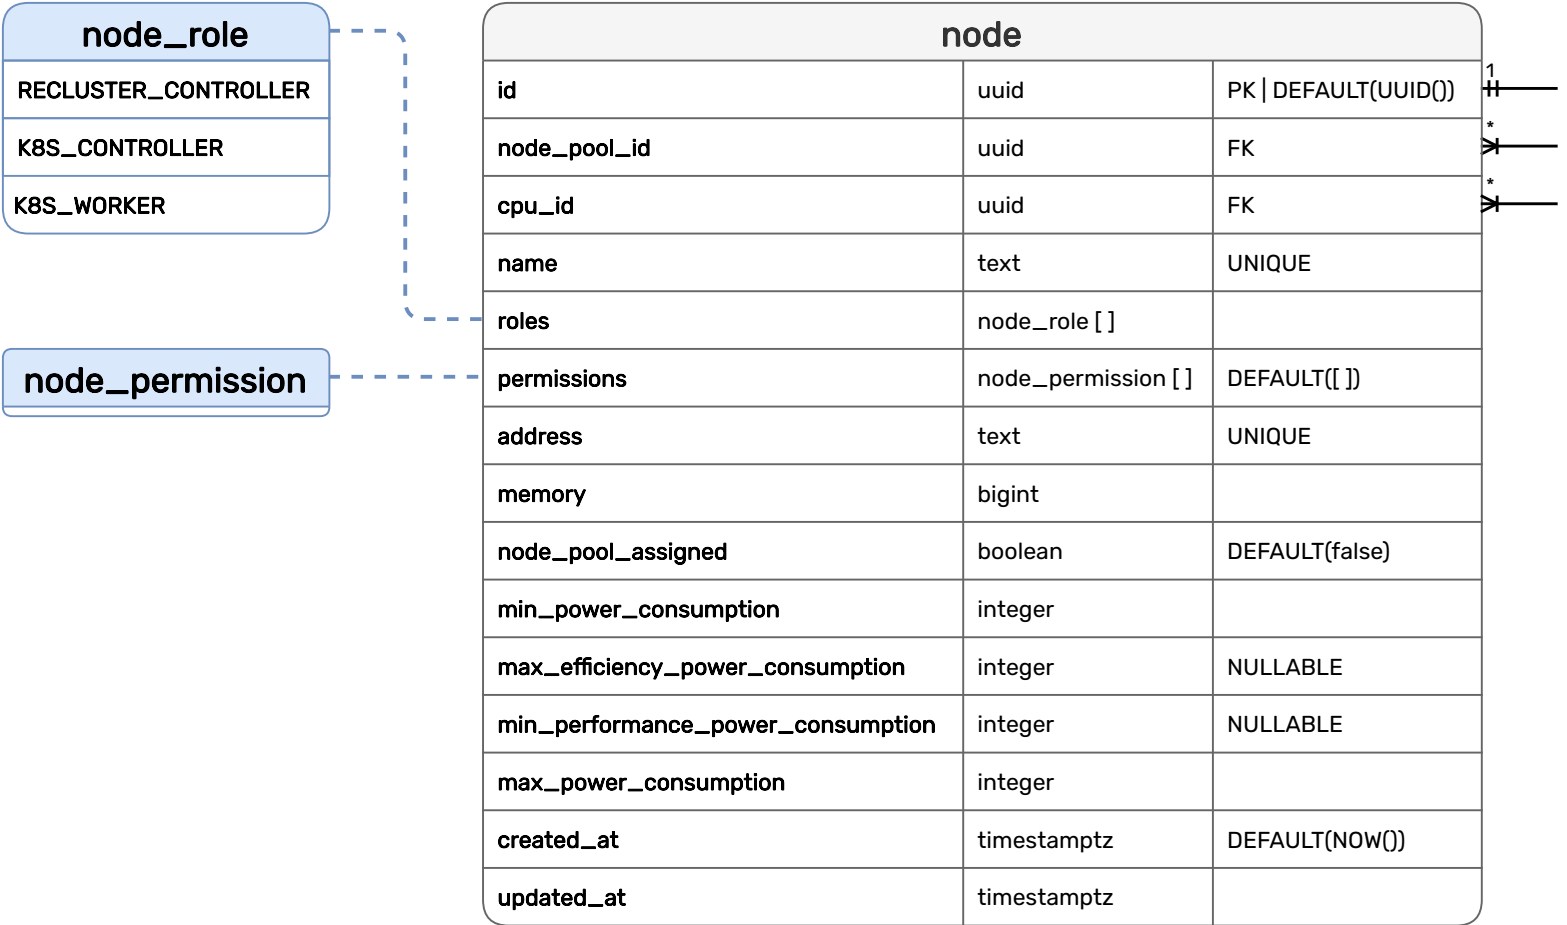 node_role
RECLUSTER_CONTROLLER
K8S_CONTROLLER
K8S_WORKER
node_permission
node
id uuid PK | DEFAULT(UUID()) 1
node_pool_id uuid FK *
cpu_id uuid FK *
name text UNIQUE
roles node_role [ ]
permissions node_permission [ ] DEFAULT([ ])
address text UNIQUE
memory bigint
node_pool_assigned boolean DEFAULT(false)
min_power_consumption integer
max_efficiency_power_consumption integer NULLABLE
min_performance_power_consumption integer NULLABLE
max_power_consumption integer
created_at timestamptz DEFAULT(NOW())
updated_at timestamptz